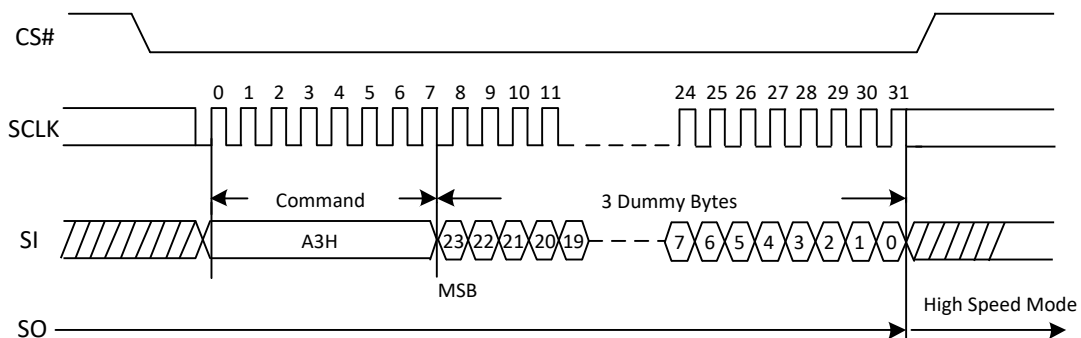 CS#
0 1 2 3 4 5 6 7 8 9 10 11 24 25 26 27 28 29 30 31
SCLK
Command 3 Dummy Bytes
SI A3H 23 22 21 20 19 7 6 5 4 3 2 1 0
MSB
High Speed Mode
SO